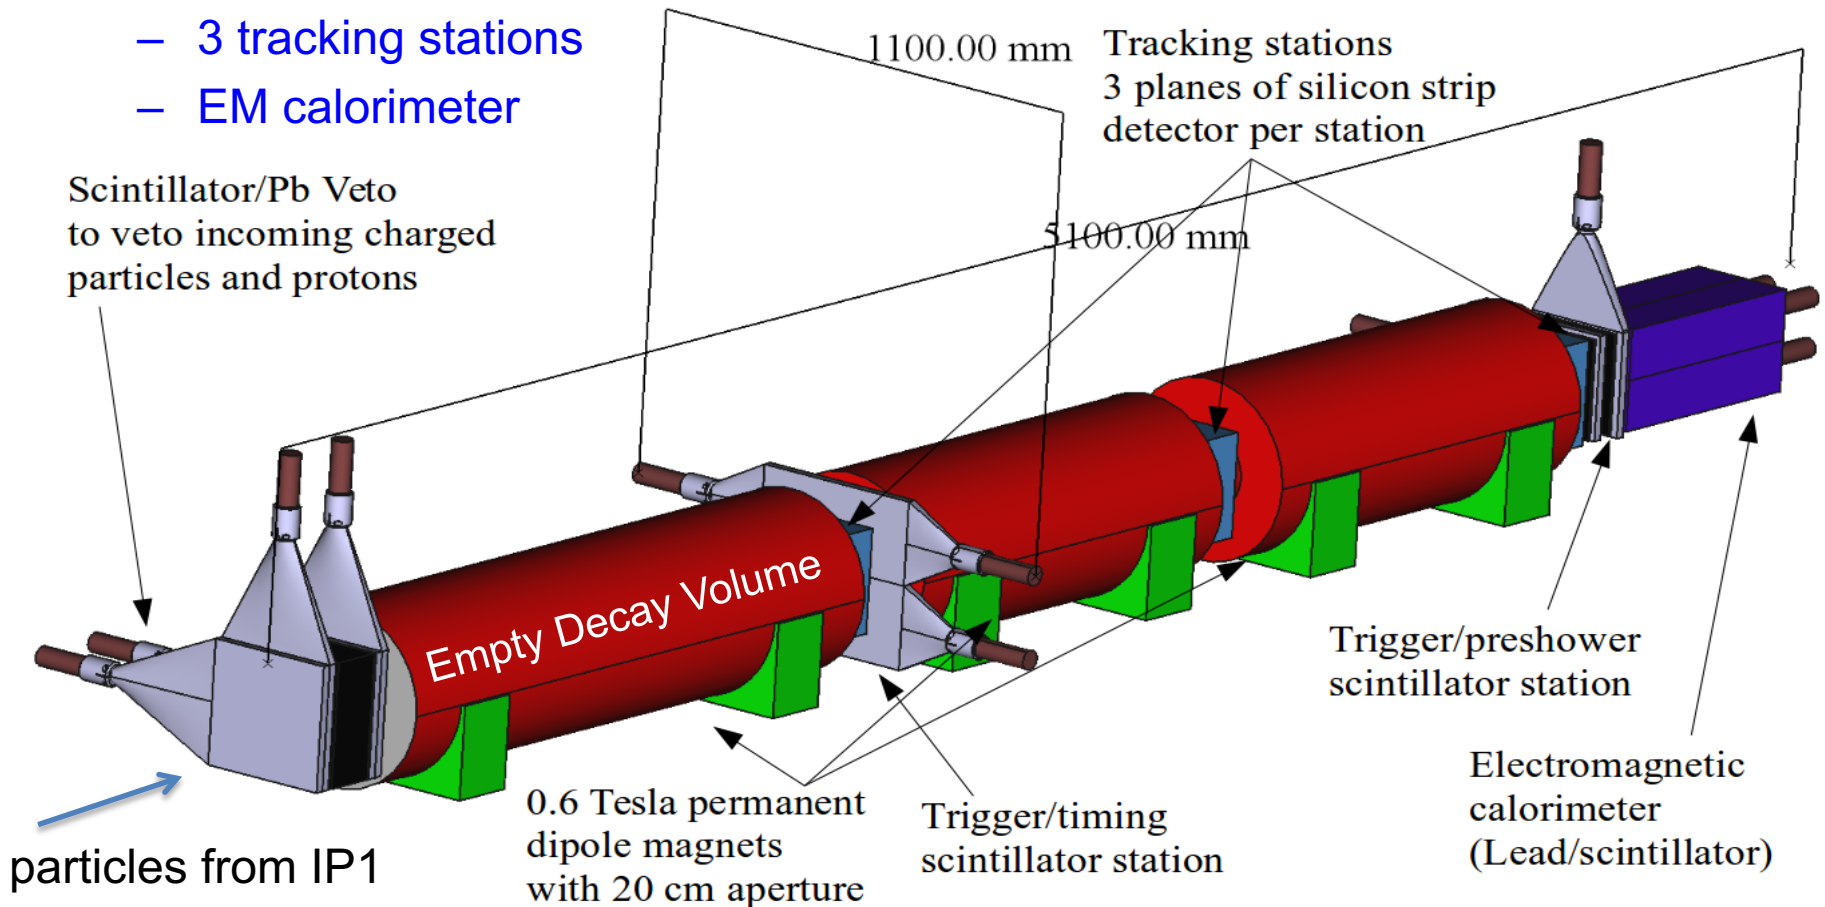 – 3 tracking stations
– EM calorimeter
1100.00 mm
Tracking stations
3 planes of silicon strip
detector per station
Scintillator/Pb Veto
to veto incoming charged
particles and protons
5100.00 mm
Empty Decay Volume
Trigger/preshower
scintillator station
Electromagnetic
calorimeter
(Lead/scintillator)
0.6 Tesla permanent
dipole magnets
with 20 cm aperture
Trigger/timing
scintillator station
particles from IP1